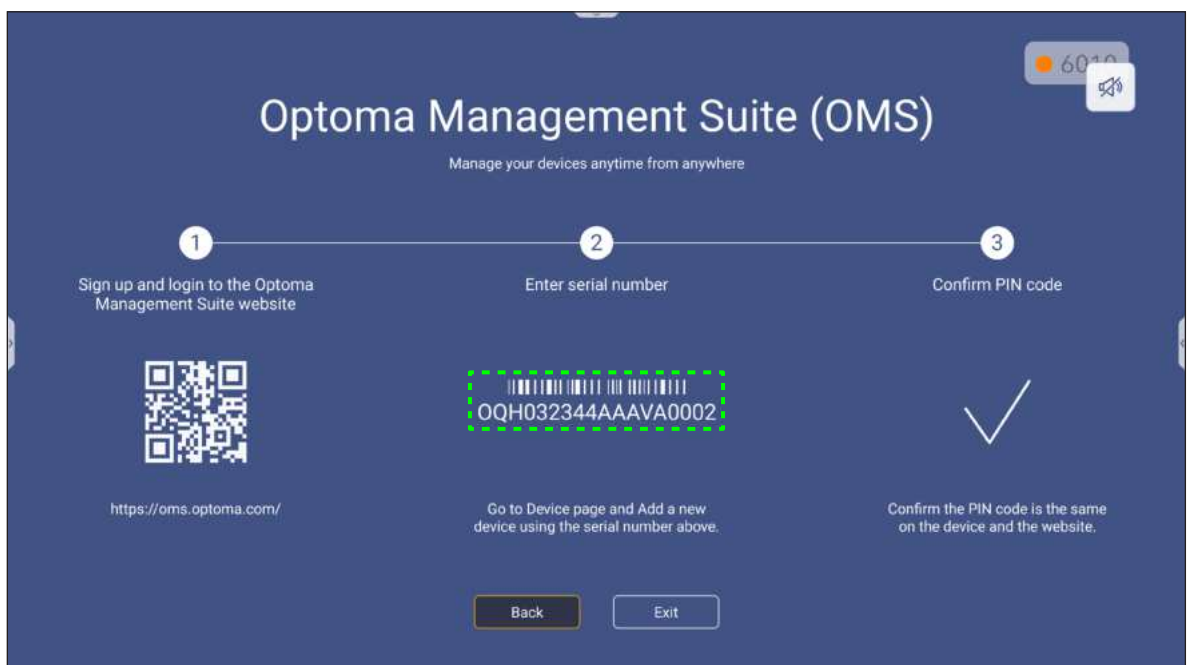 Optoma Management Suite (OMS)
Manage your devices anytime from anywhere
1
Sign up and login to the Optoma
Management Suite website
https://oms.optoma.com/
2
Enter serial number
OQH032344AAAVA0002
Go to Device page and Add a new
device using the serial number above.
3
Confirm PIN code
Confirm the PIN code is the same
on the device and the website.
Back
Exit